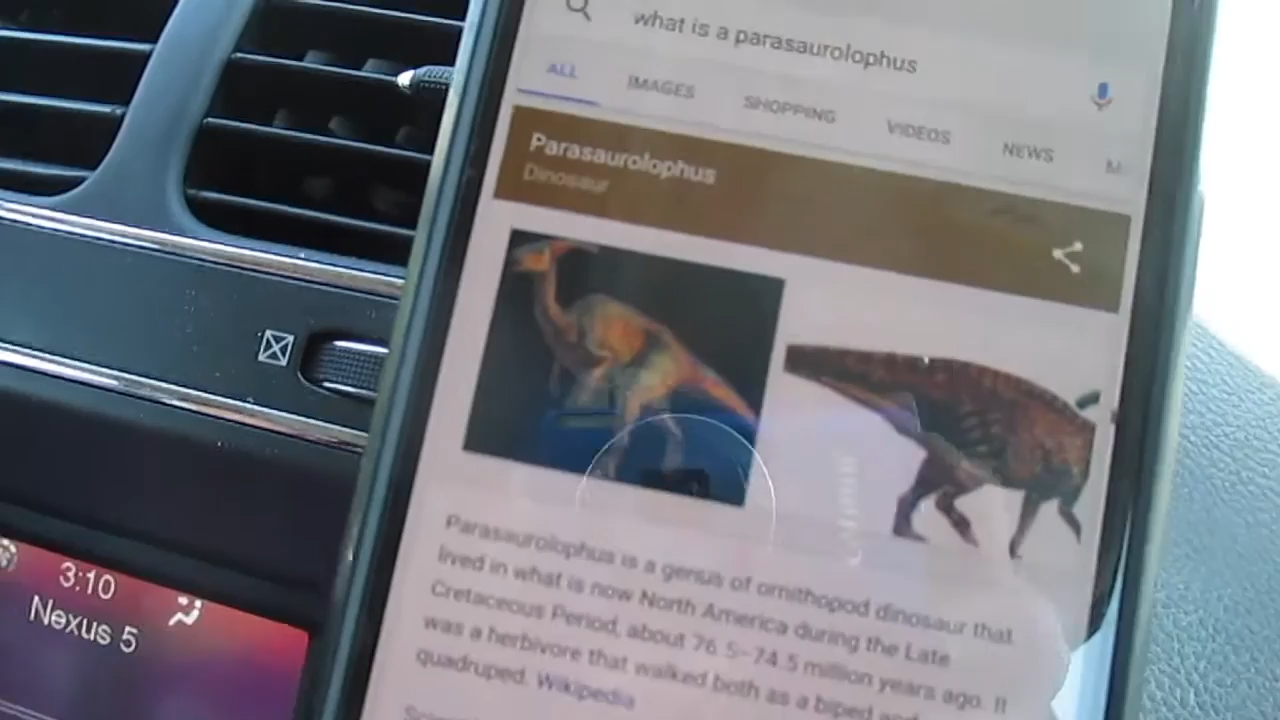 what is a parasaurolophus
ALL IMAGES SHOPPING VIDEOS NEWS M
Parasaurolophus
Dinosaur
Parasaurolophus is a genus of ornithopod dinosaur that
lived in what is now North America during the Late
Cretaceous Period, about 76.5–74.5 million years ago. It
was a herbivore that walked both as a biped and
quadruped. Wikipedia
3:10
Nexus 5